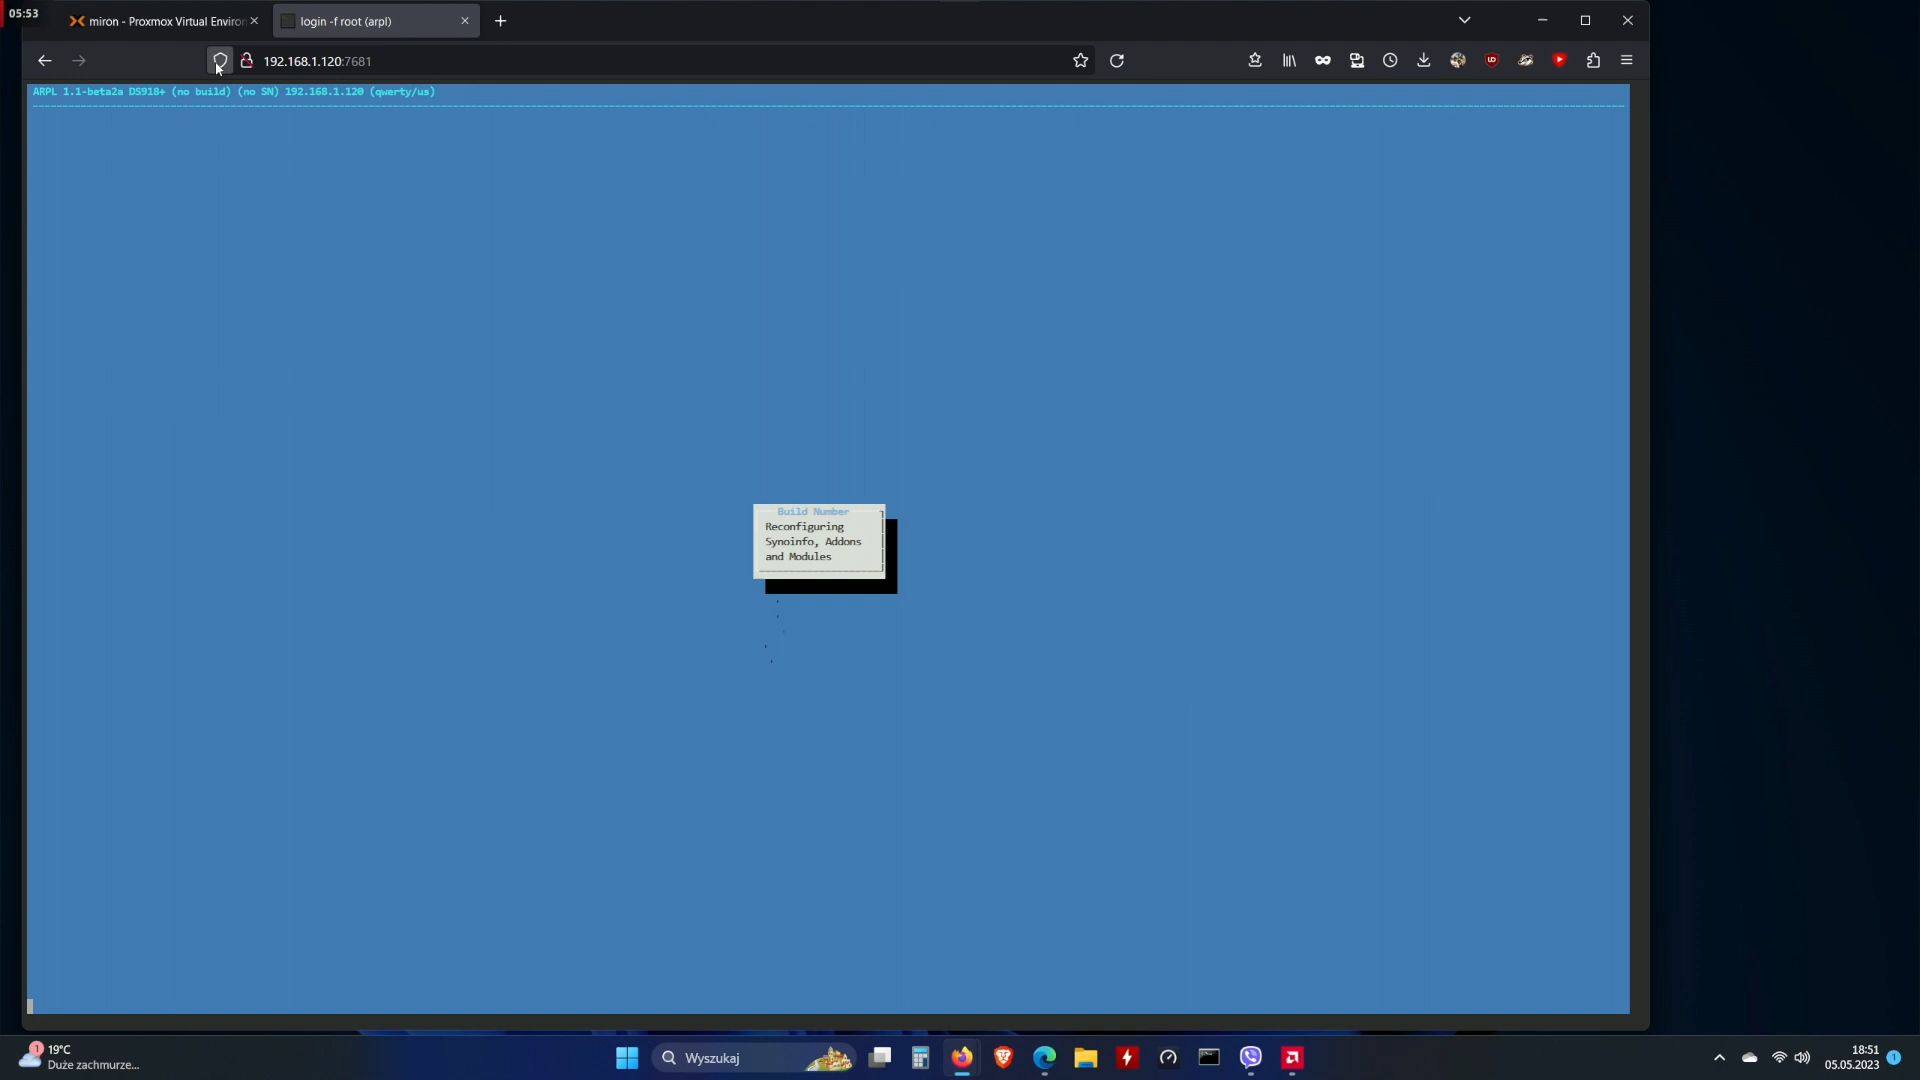 05:53
miron - Proxmox Virtual Environ
login -f root (arpl)
192.168.1.120:7681
ARPL 1.1-beta2a DS918+ (no build) (no SN) 192.168.1.120 (qwerty/us)
Build Number
Reconfiguring
Synoinfo, Addons
and Modules
1
19°C
Duże zachmurze...
Wyszukaj
18:51
05.05.2023
1